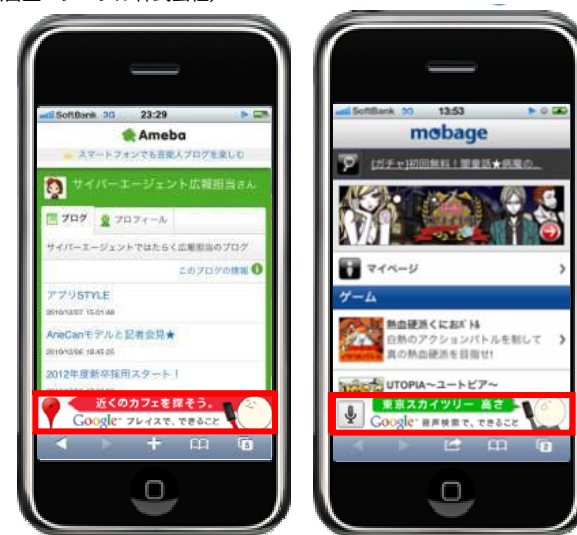 SoftBank 3G 23:29
Ameba
スマートフォンでも芸能人ブログを楽しむ
サイバーエージェント広報担当さん
ブログ プロフィール
サイバーエージェントではたらく広報担当のブログ
このブログの情報
アプリSTYLE
2010/12/07 15:01:48
AneCanモデルと記者会見★
2010/12/06 18:45:25
2012年度新卒採用スタート!
近くのカフェを探そう。
Google プレイスで、できること
SoftBank 3G 13:53
mobage
[ガチャ]初回無料!闇童話★病魔の...
マイページ
ゲーム
熱血硬派くにおバトル
白熱のアクションバトルを制して
真の熱血硬派を目指せ!
UTOPIA～ユートピア～
東京スカイツリー 高さ
Google 音声検索で、できること